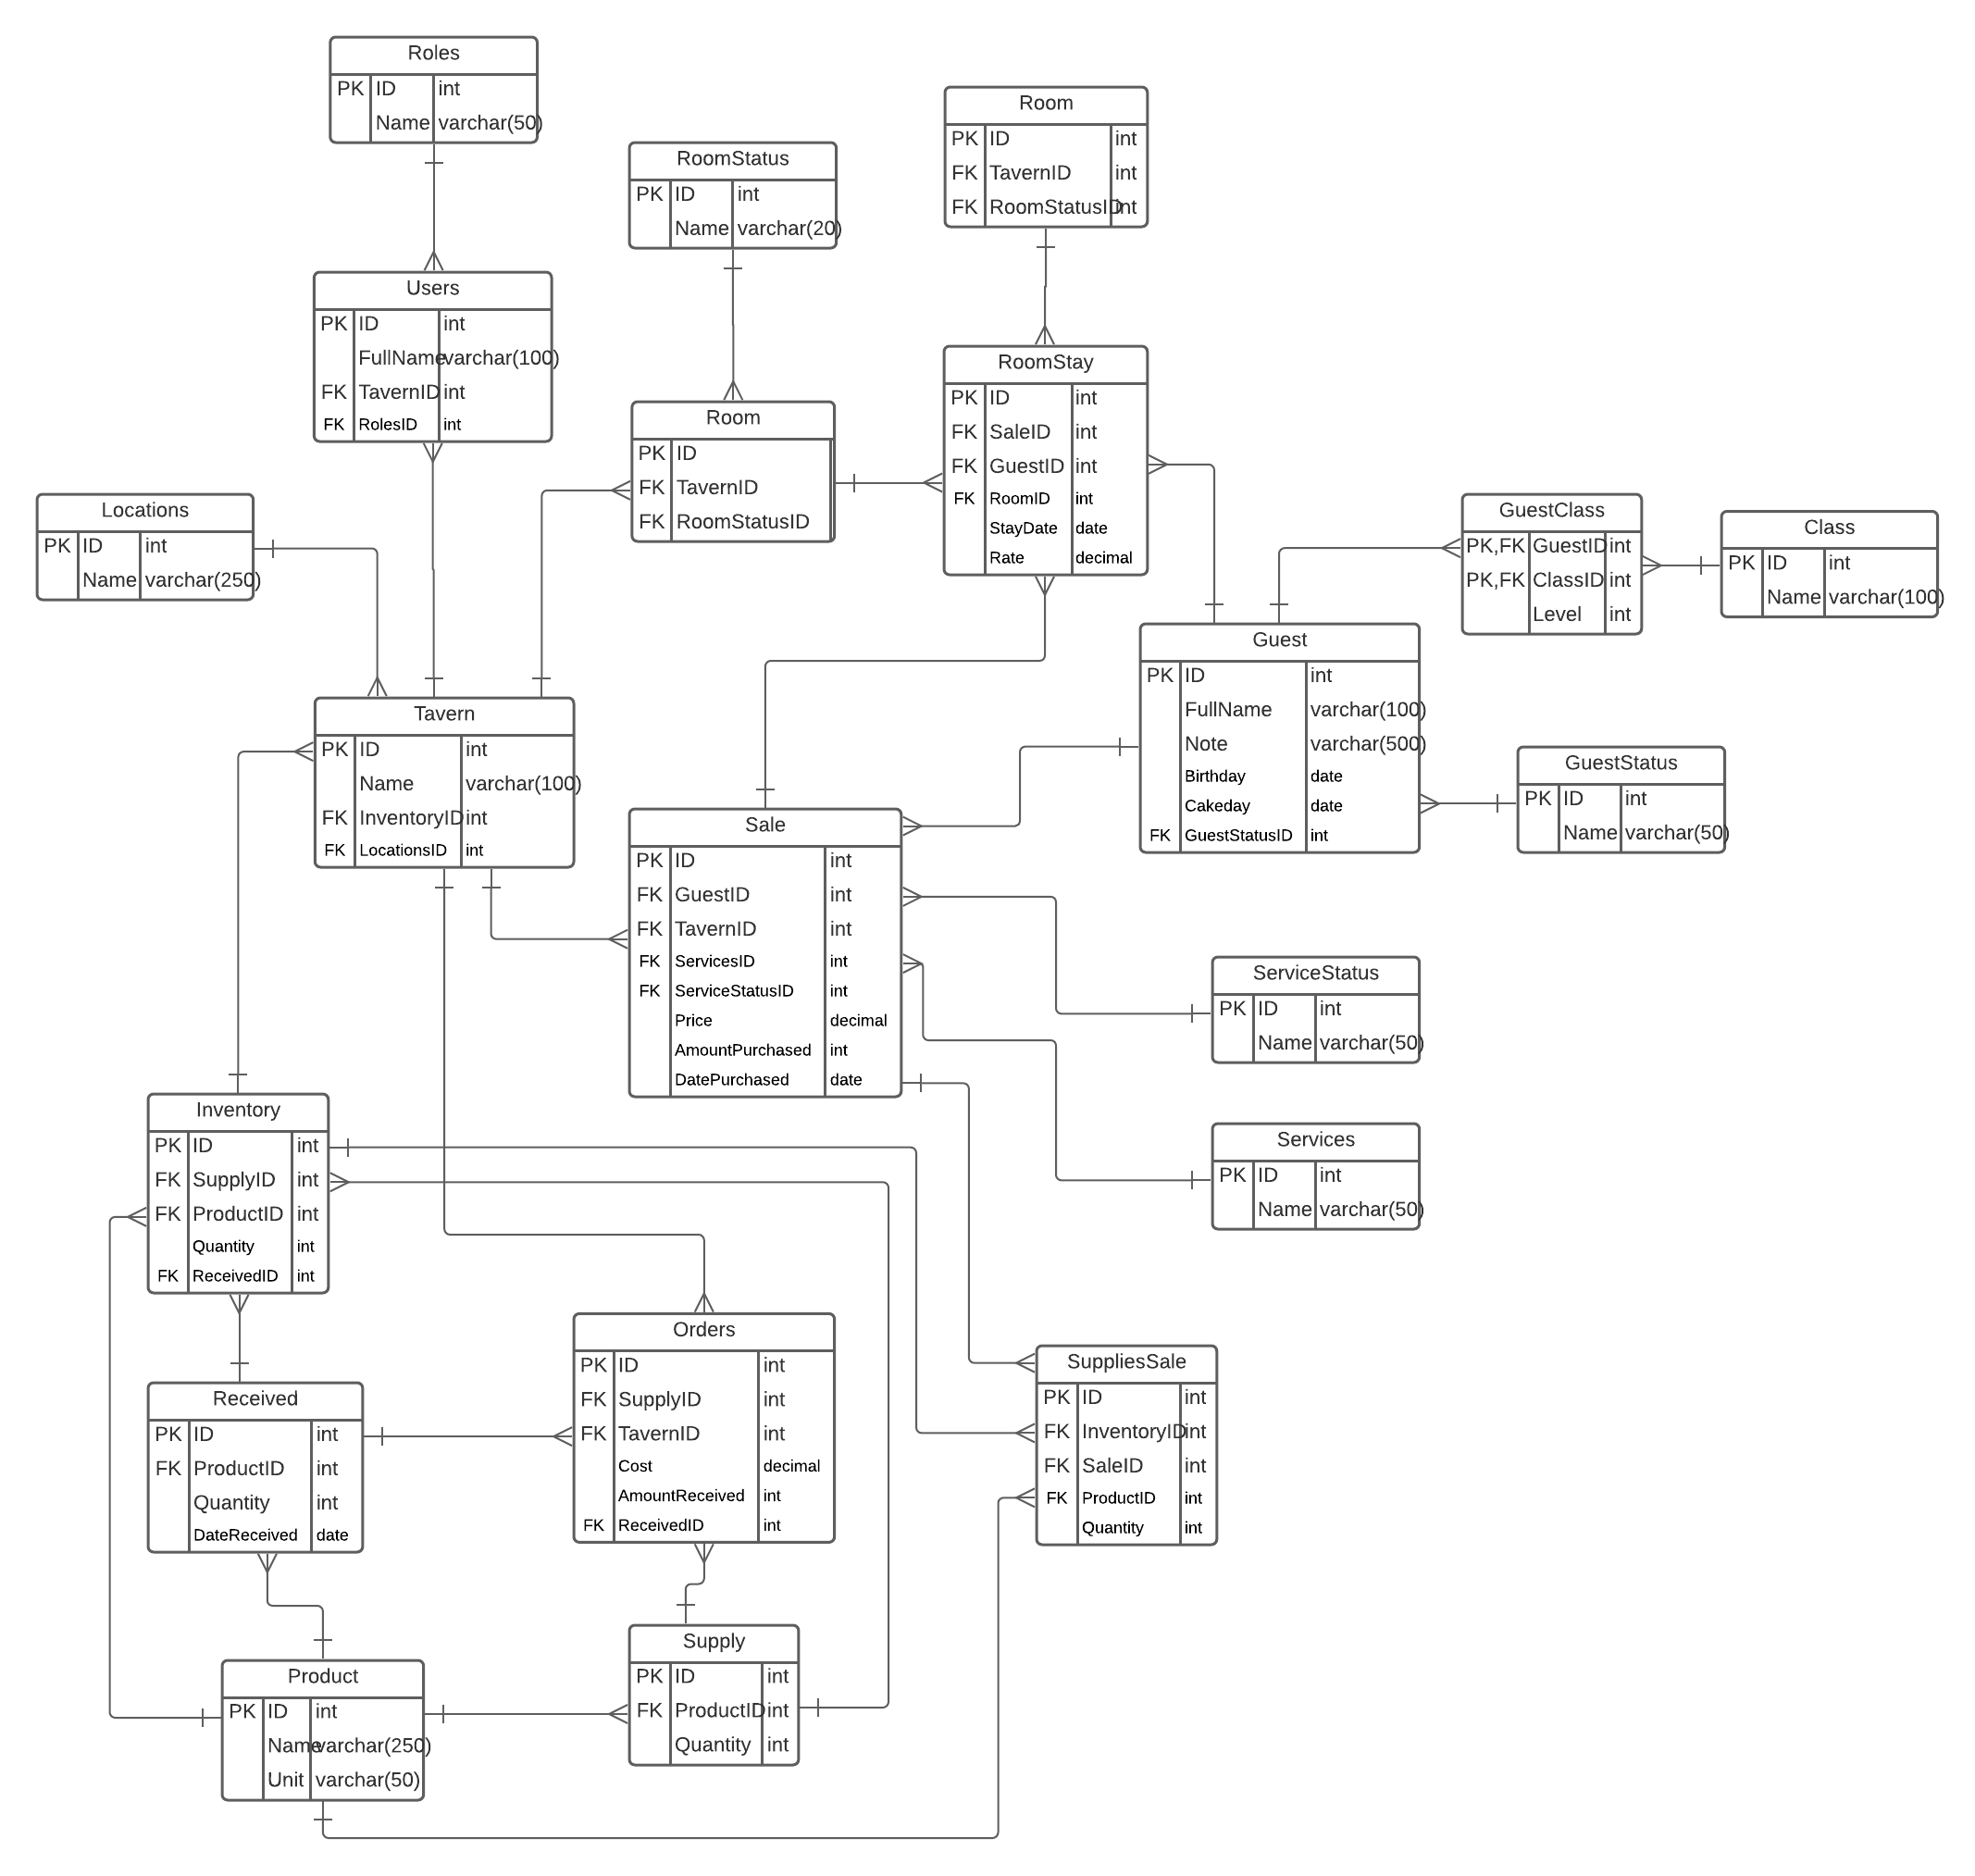 Roles
PK ID int
Name varchar(50)
Room
PK ID int
FK TavernID int
FK RoomStatusID int
RoomStatus
PK ID int
Name varchar(20)
Users
PK ID int
FullName varchar(100)
FK TavernID int
FK RolesID int
RoomStay
PK ID int
FK SaleID int
FK GuestID int
FK RoomID int
StayDate date
Rate decimal
Room
PK ID
FK TavernID
FK RoomStatusID
Locations
PK ID int
Name varchar(250)
GuestClass
PK,FK GuestID int
PK,FK ClassID int
Level int
Class
PK ID int
Name varchar(100)
Guest
PK ID int
FullName varchar(100)
Note varchar(500)
Birthday date
Cakeday date
FK GuestStatusID int
Tavern
PK ID int
Name varchar(100)
FK InventoryID int
FK LocationsID int
GuestStatus
PK ID int
Name varchar(50)
Sale
PK ID int
FK GuestID int
FK TavernID int
FK ServicesID int
FK ServiceStatusID int
Price decimal
AmountPurchased int
DatePurchased date
ServiceStatus
PK ID int
Name varchar(50)
Inventory
PK ID int
FK SupplyID int
FK ProductID int
Quantity int
FK ReceivedID int
Services
PK ID int
Name varchar(50)
Orders
PK ID int
FK SupplyID int
FK TavernID int
Cost decimal
AmountReceived int
FK ReceivedID int
SuppliesSale
PK ID int
FK InventoryID int
FK SaleID int
FK ProductID int
Quantity int
Received
PK ID int
FK ProductID int
Quantity int
DateReceived date
Supply
PK ID int
FK ProductID int
Quantity int
Product
PK ID int
Name varchar(250)
Unit varchar(50)